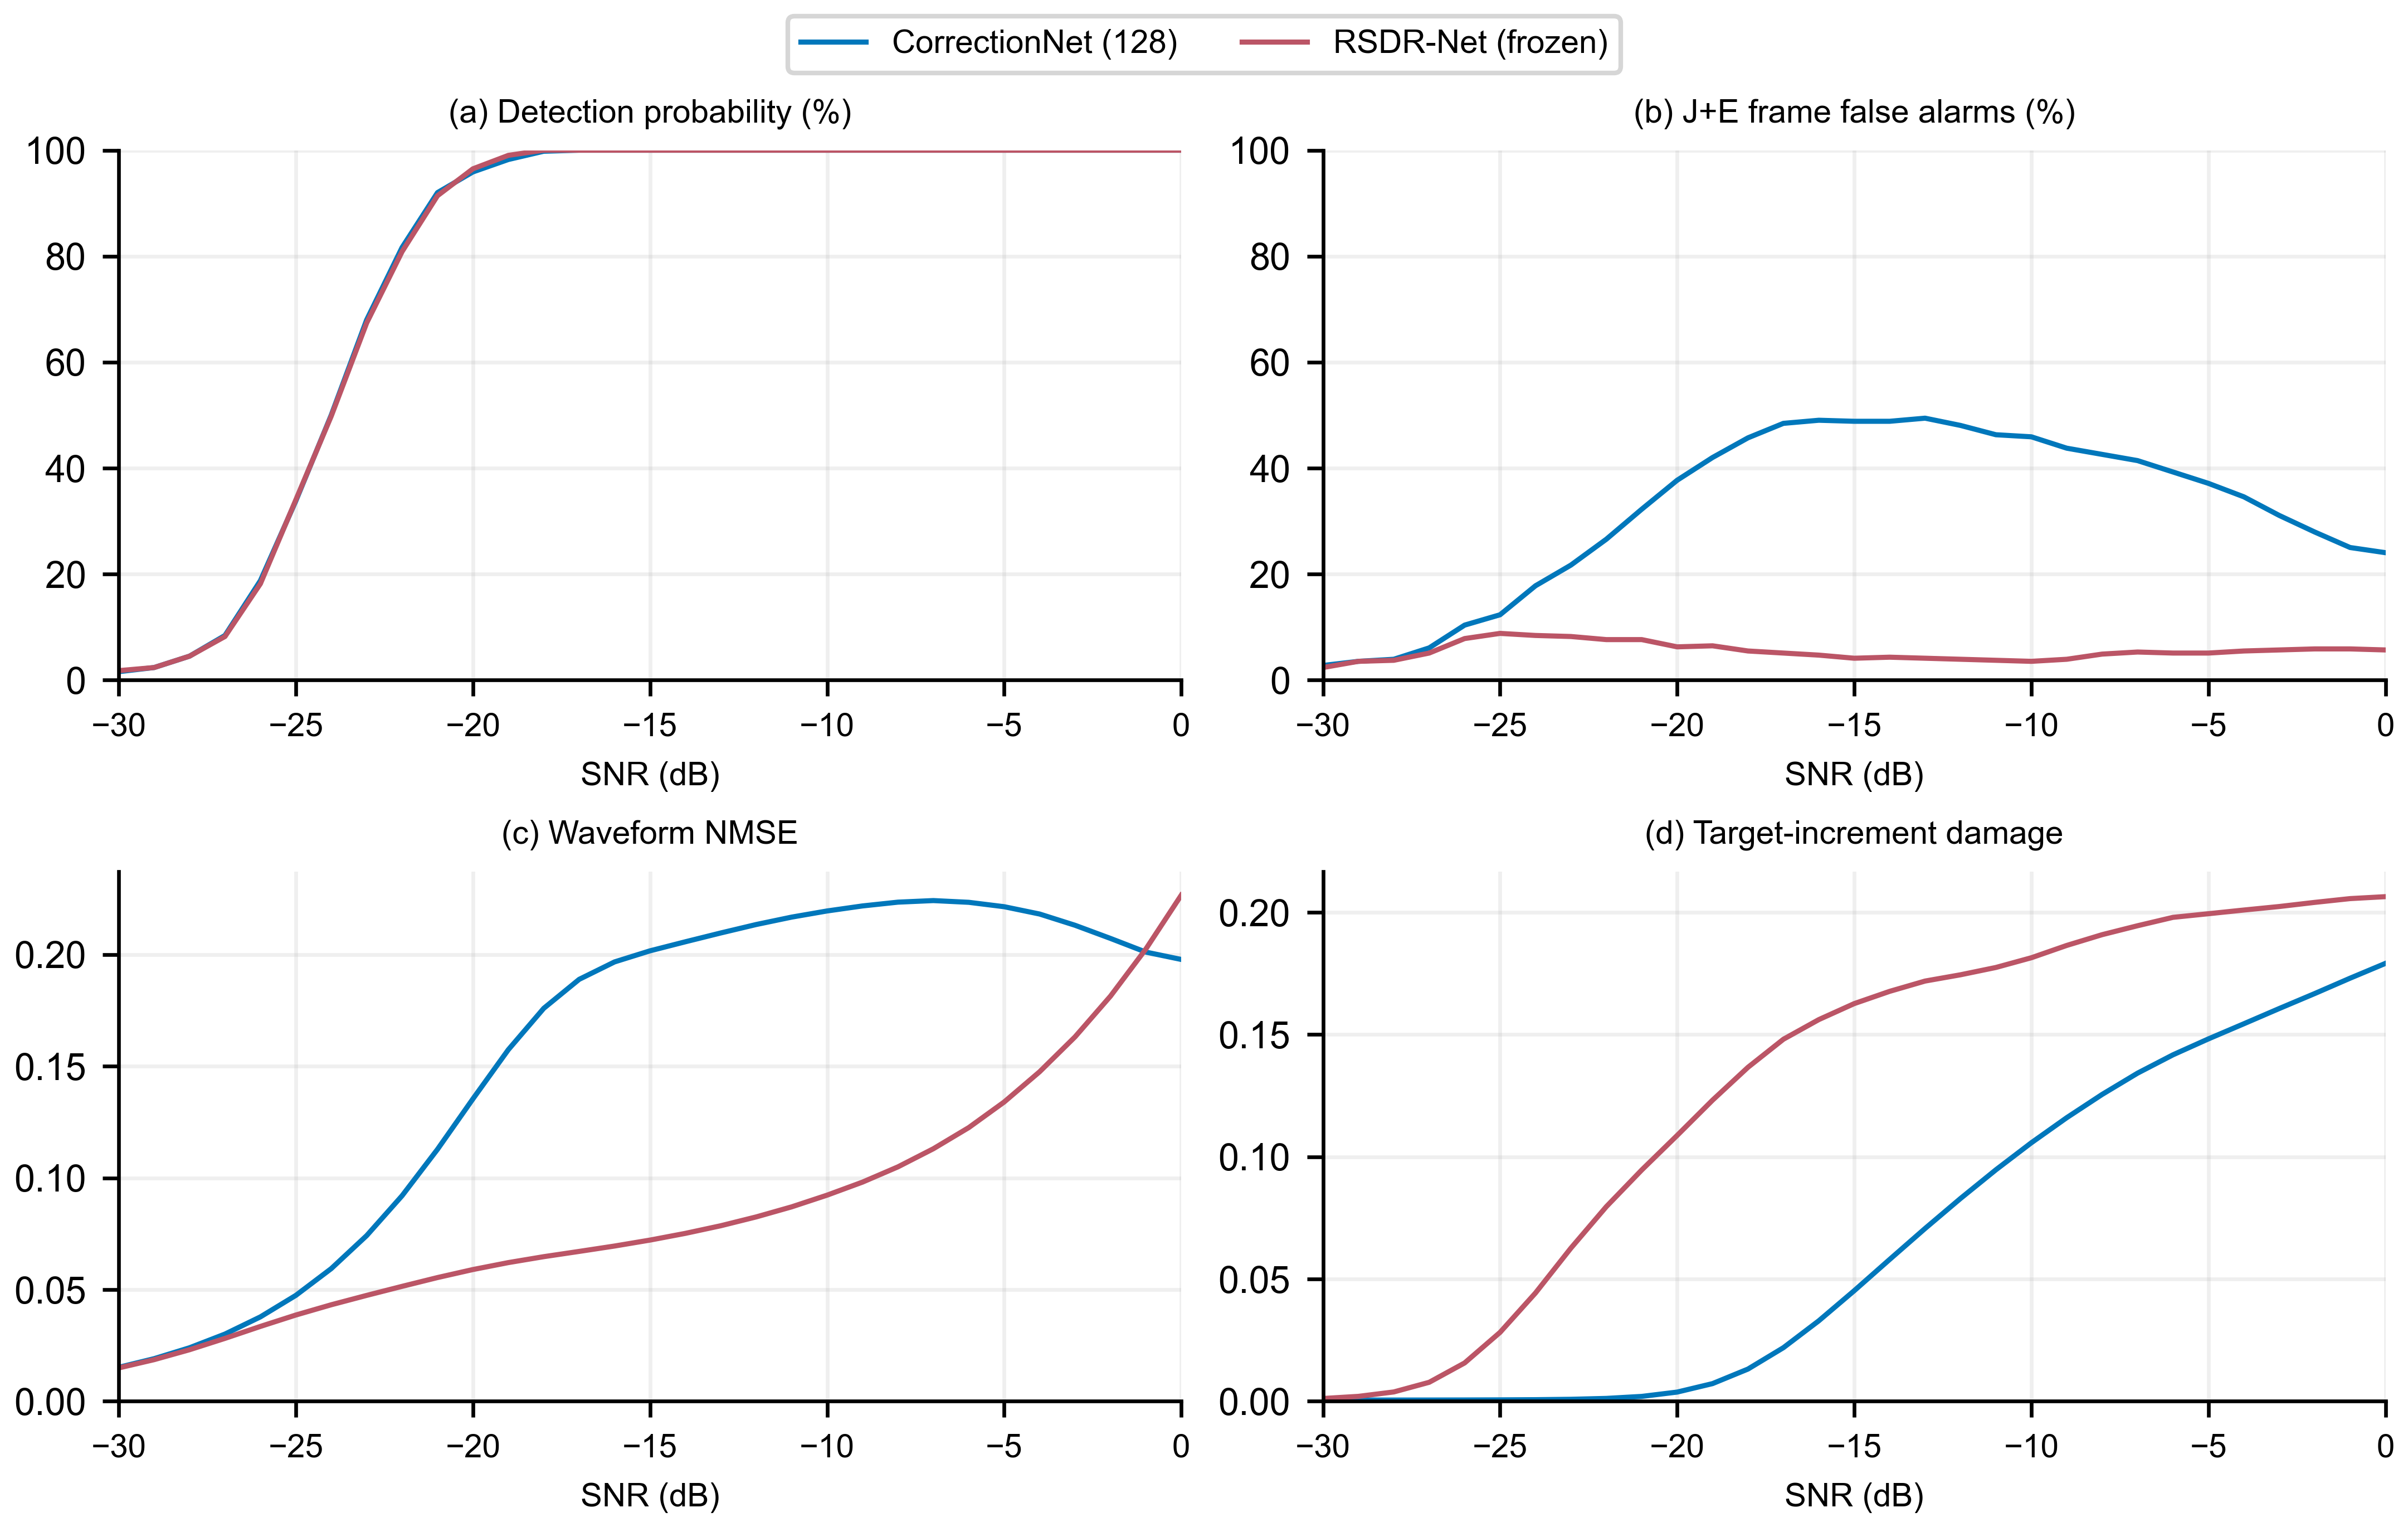 CorrectionNet (128) RSDR-Net (frozen)
(a) Detection probability (%)
100
80
60
40
20
0
−30 −25 −20 −15 −10 −5 0
SNR (dB)
(b) J+E frame false alarms (%)
100
80
60
40
20
0
−30 −25 −20 −15 −10 −5 0
SNR (dB)
(c) Waveform NMSE
0.20
0.15
0.10
0.05
0.00
−30 −25 −20 −15 −10 −5 0
SNR (dB)
(d) Target-increment damage
0.20
0.15
0.10
0.05
0.00
−30 −25 −20 −15 −10 −5 0
SNR (dB)